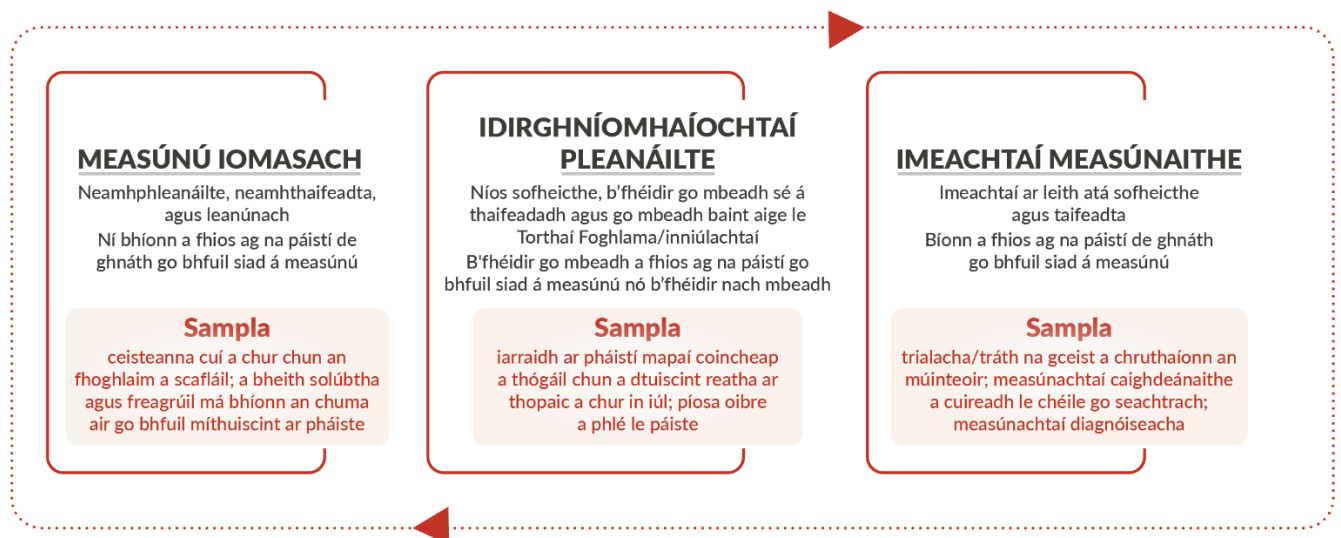 MEASÚNÚ IOMASACH
Neamhphleanáilte, neamhthaifeadta,
agus leanúnach
Ní bhíonn a fhios ag na páistí de
ghnáth go bhfuil siad á measúnú
Sampla
ceisteanna cuí a chur chun an
fhoghlaim a scafláil; a bheith solúbtha
agus freagrúil má bhíonn an chuma
air go bhfuil míthuiscint ar pháiste
IDIRGHNÍOMHAÍOCHTAÍ
PLEANÁILTE
Níos sofheicthe, b’fhéidir go mbeadh sé á
thaifeadadh agus go mbeadh baint aige le
Torthaí Foghlama/inniúlachtaí
B'fhéidir go mbeadh a fhios ag na páistí go
bhfuil siad á measúnú nó b’fhéidir nach mbeadh
Sampla
iarraidh ar pháistí mapaí coincheap
a thógáil chun a dtuiscint reatha ar
thopaic a chur in iúl; píosa oibre
a phlé le páiste
IMEACHTAÍ MEASÚNAITHE
Imeachtaí ar leith atá sofheicthe
agus taifeadta
Bíonn a fhios ag na páistí de ghnáth
go bhfuil siad á measúnú
Sampla
trialacha/tráth na gceist a chruthaíonn an
múinteoir; measúnachtaí caighdeánaithe
a cuireadh le chéile go seachtrach;
measúnachtaí diagnóiseacha